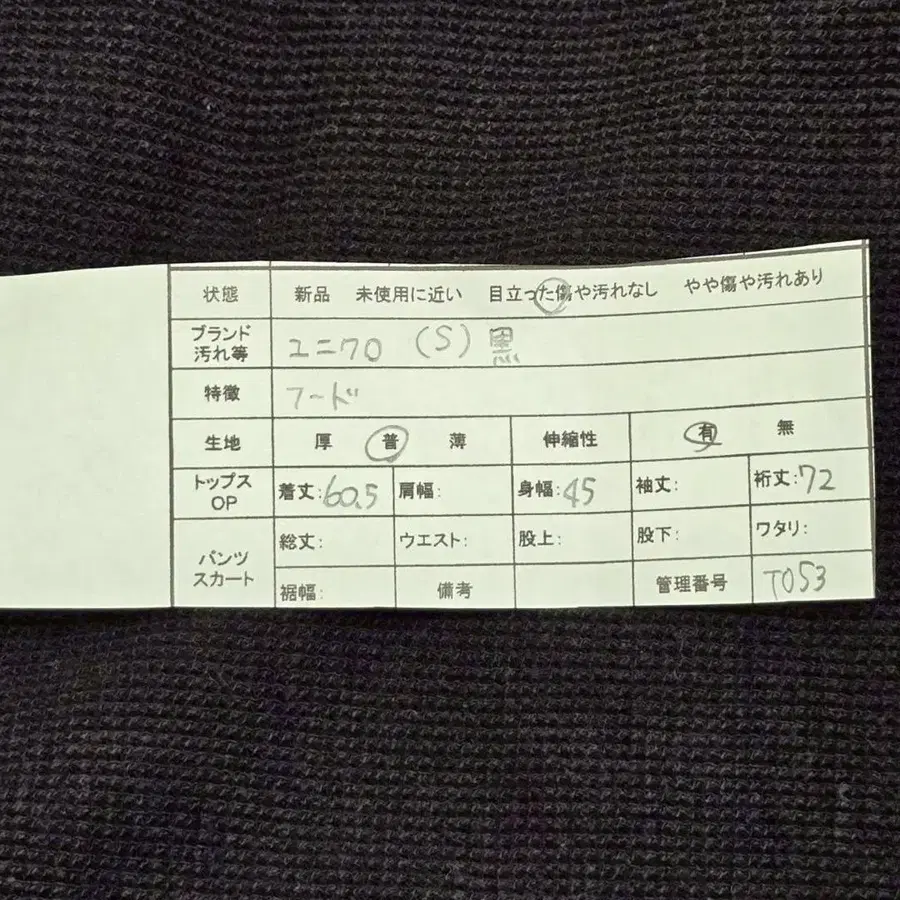 状態 新品 未使用に近い 目立った傷や汚れなし やや傷や汚れあり
ブランド
汚れ等 ユニクロ (S) 黒
特徴 フード
生地 厚 普 薄 伸縮性 有 無
トップス
OP 着丈:60.5 肩幅: 身幅:45 袖丈: 裄丈:72
パンツ
スカート 総丈: ウエスト: 股上: 股下: ワタリ:
裾幅: 備考 管理番号 T053